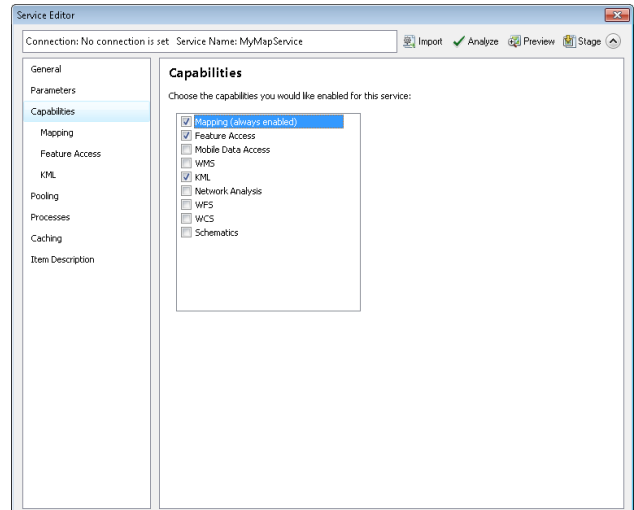 Service Editor
Connection: No connection is set Service Name: MyMapService
Import
Analyze
Preview
Stage
General
Parameters
Capabilities
Mapping
Feature Access
KML
Pooling
Processes
Caching
Item Description
Capabilities
Choose the capabilities you would like enabled for this service:
Mapping (always enabled)
Feature Access
Mobile Data Access
WMS
KML
Network Analysis
WFS
WCS
Schematics